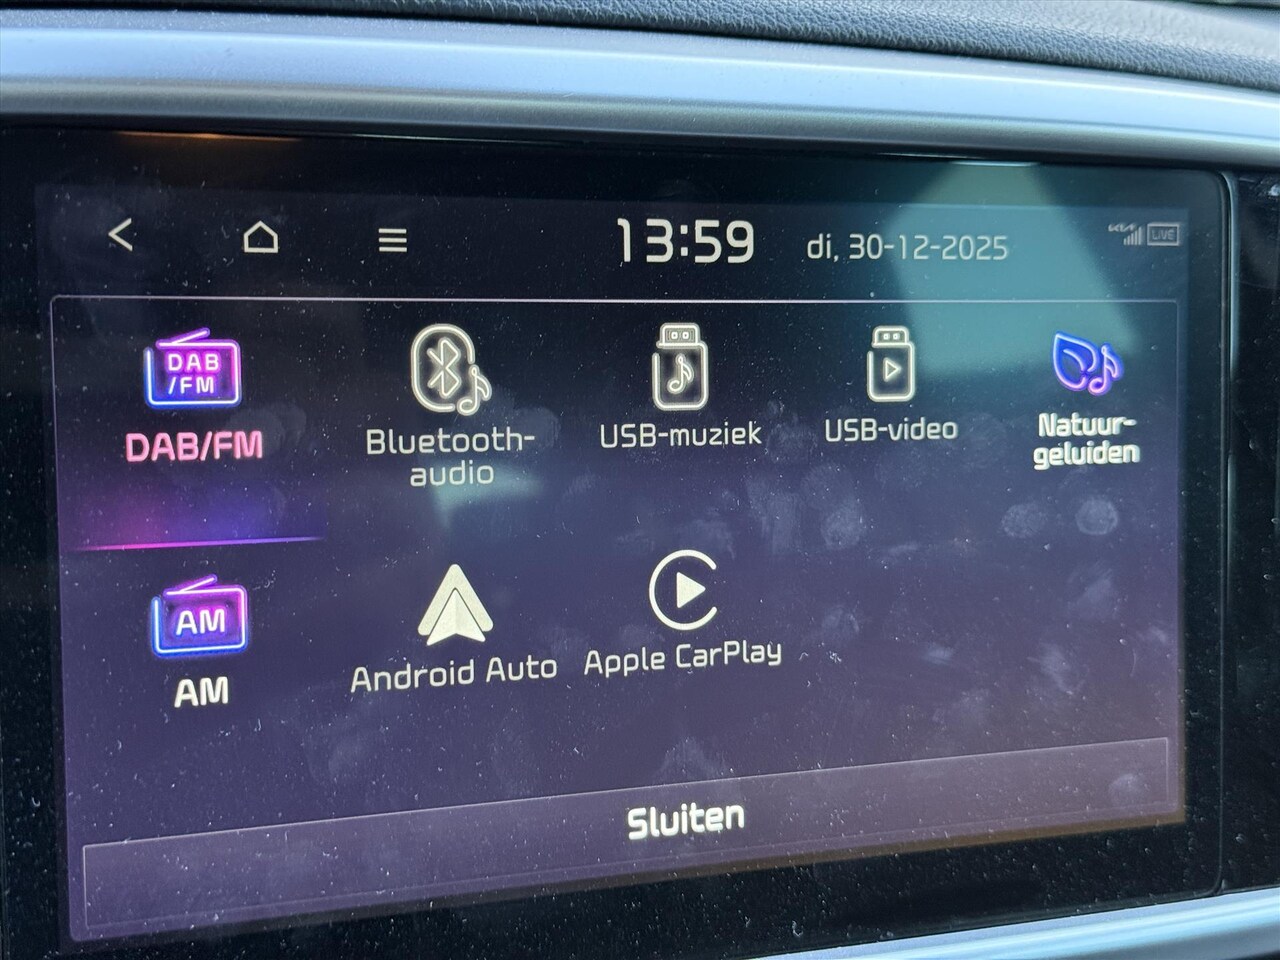 13:59 di, 30-12-2025 KIA LIVE
DAB
/FM
DAB/FM
Bluetooth-
audio
USB-muziek
USB-video
Natuur-
geluiden
AM
AM
Android Auto
Apple CarPlay
Sluiten